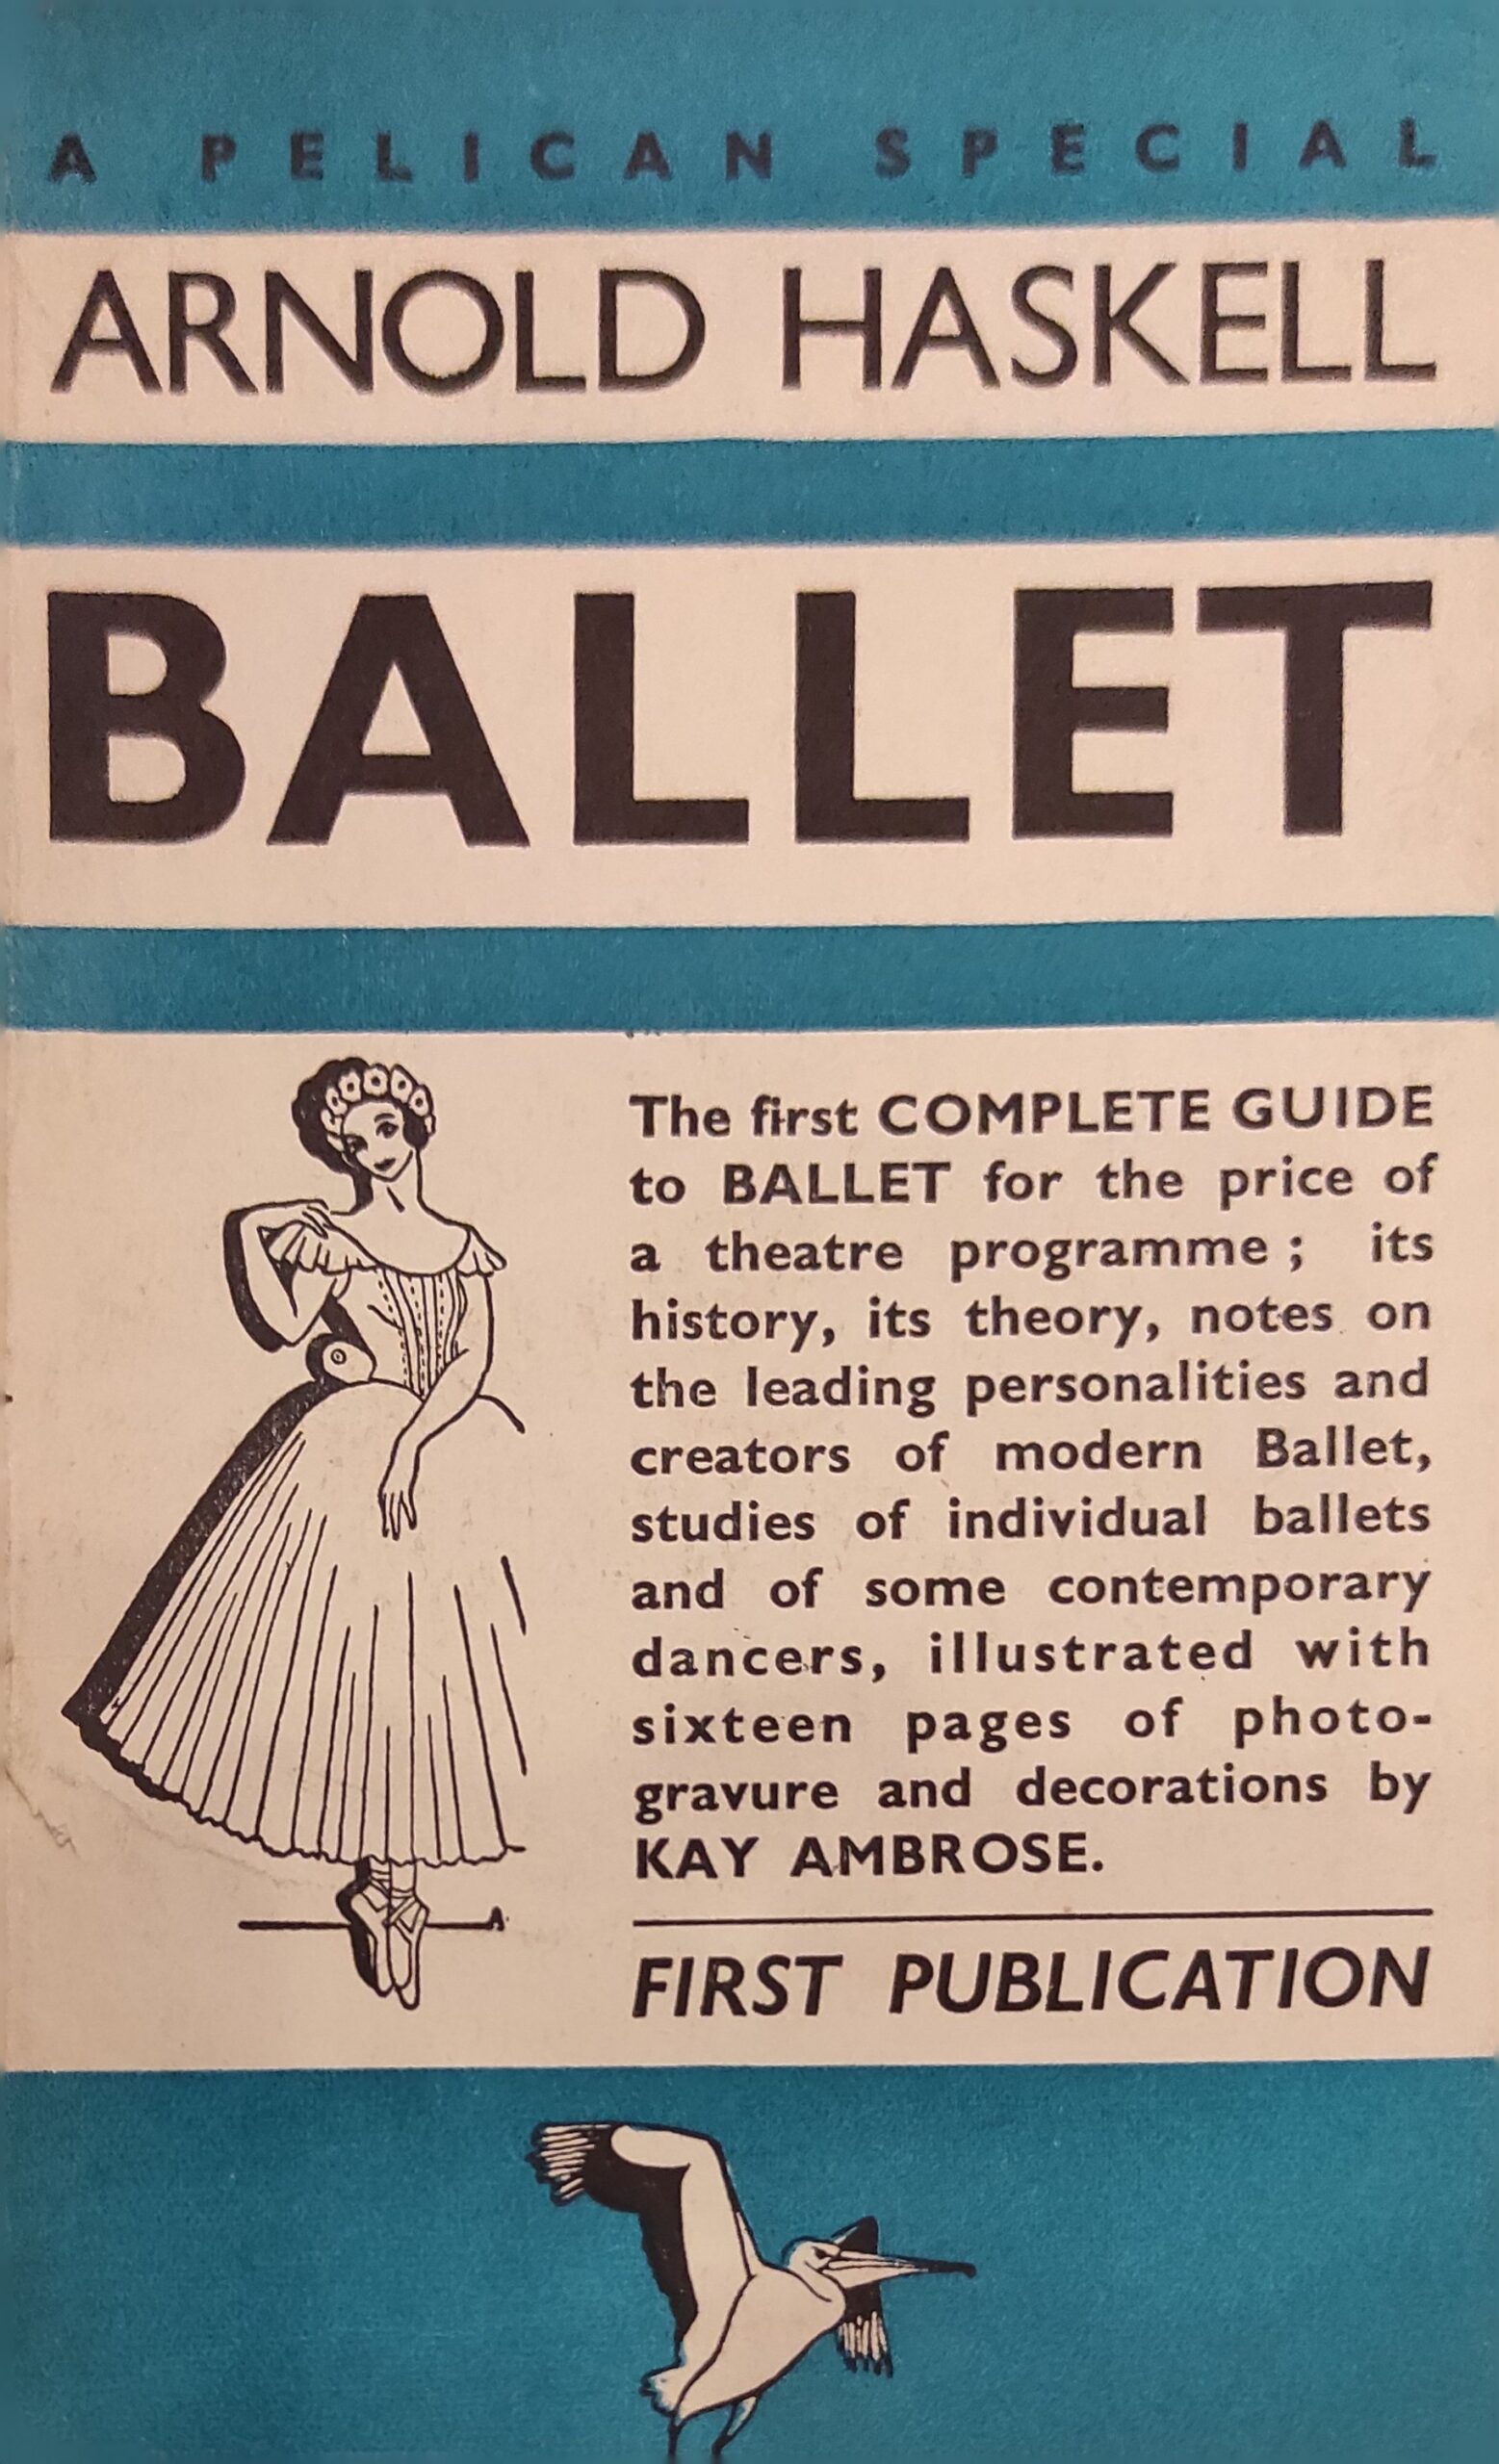 A PELICAN SPECIAL
ARNOLD HASKELL
BALLET
The first COMPLETE GUIDE
to BALLET for the price of
a theatre programme ; its
history, its theory, notes on
the leading personalities and
creators of modern Ballet,
studies of individual ballets
and of some contemporary
dancers, illustrated with
sixteen pages of photo-
gravure and decorations by
KAY AMBROSE.
FIRST PUBLICATION